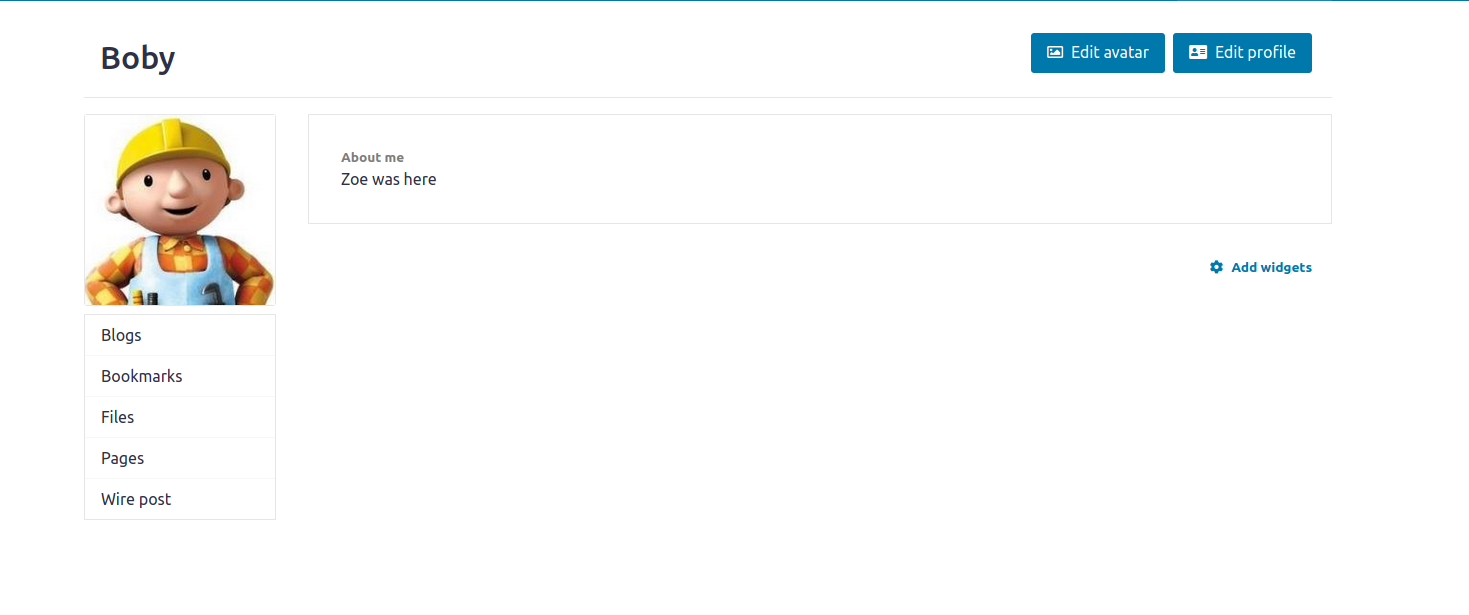 Boby
Edit avatar
Edit profile
About me
Zoe was here
Add widgets
Blogs
Bookmarks
Files
Pages
Wire post